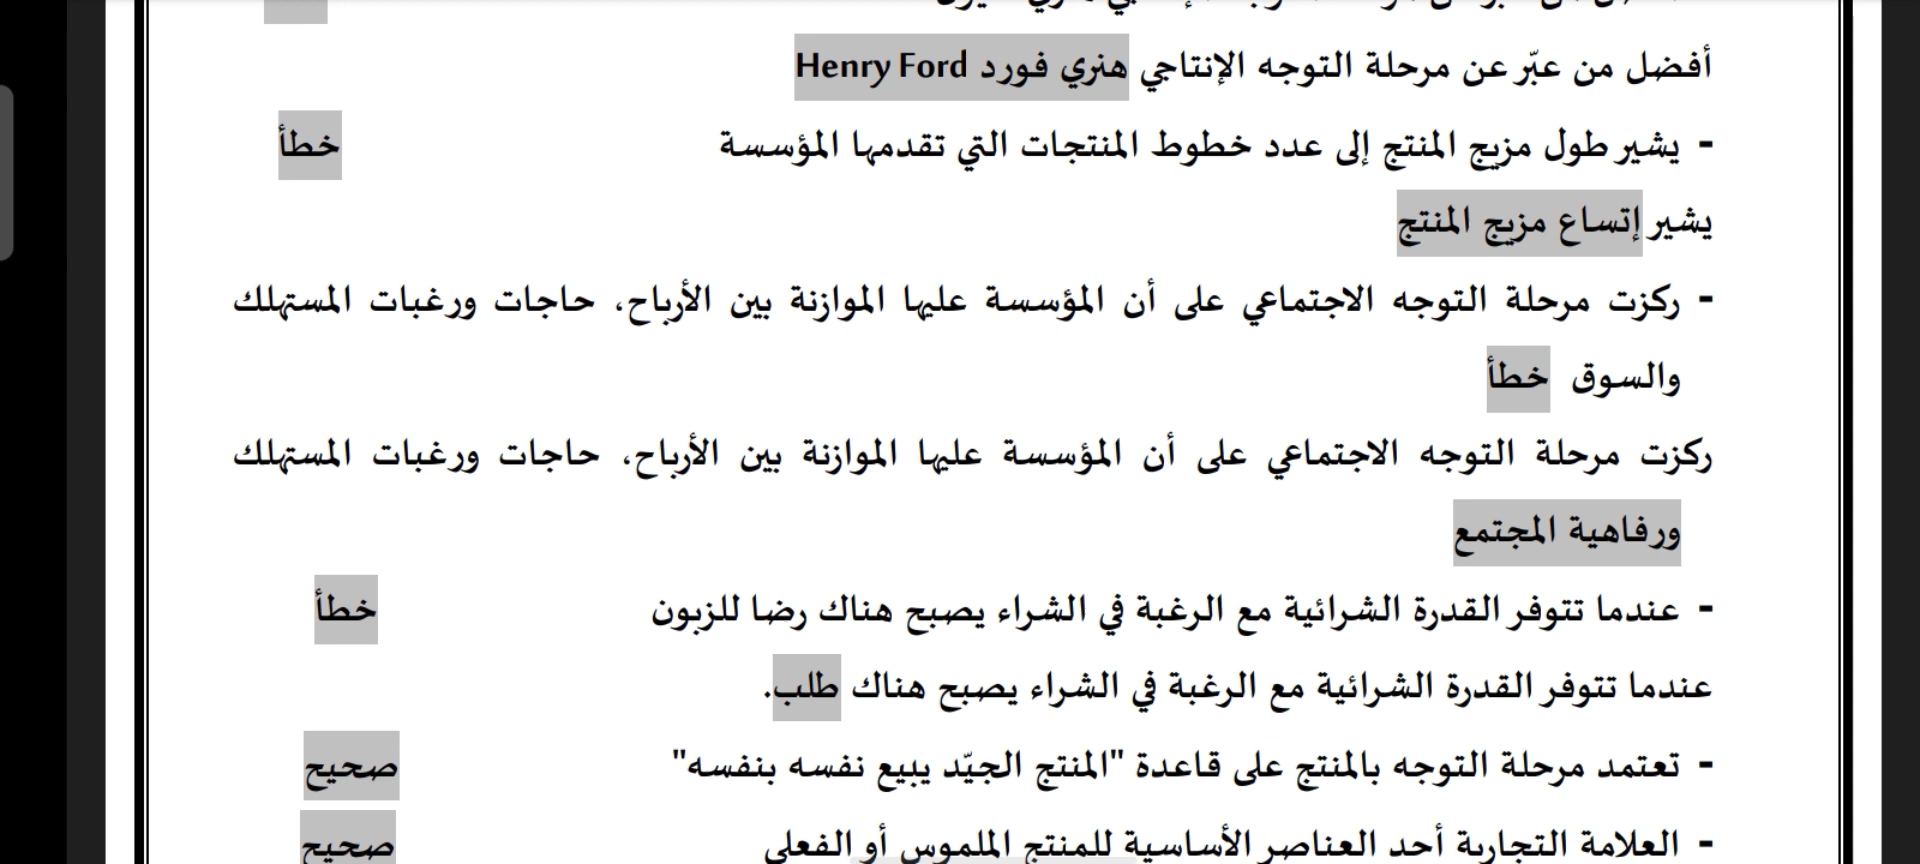 أفضل من عبّر عن مرحلة التوجه الإنتاجي هنري فورد Henry Ford
- يشير طول مزيج المنتج إلى عدد خطوط المنتجات التي تقدمها المؤسسة خطأ
يشير إتساع مزيج المنتج
- ركزت مرحلة التوجه الاجتماعي على أن المؤسسة عليها الموازنة بين الأرباح، حاجات ورغبات المستهلك
والسوق خطأ
ركزت مرحلة التوجه الاجتماعي على أن المؤسسة عليها الموازنة بين الأرباح، حاجات ورغبات المستهلك
ورفاهية المجتمع
- عندما تتوفر القدرة الشرائية مع الرغبة في الشراء يصبح هناك رضا للزبون خطأ
عندما تتوفر القدرة الشرائية مع الرغبة في الشراء يصبح هناك طلب.
- تعتمد مرحلة التوجه بالمنتج على قاعدة "المنتج الجيّد يبيع نفسه بنفسه" صحيح
- العلامة التجارية أحد العناصر الأساسية للمنتج الملموس أو الفعلي صحيح